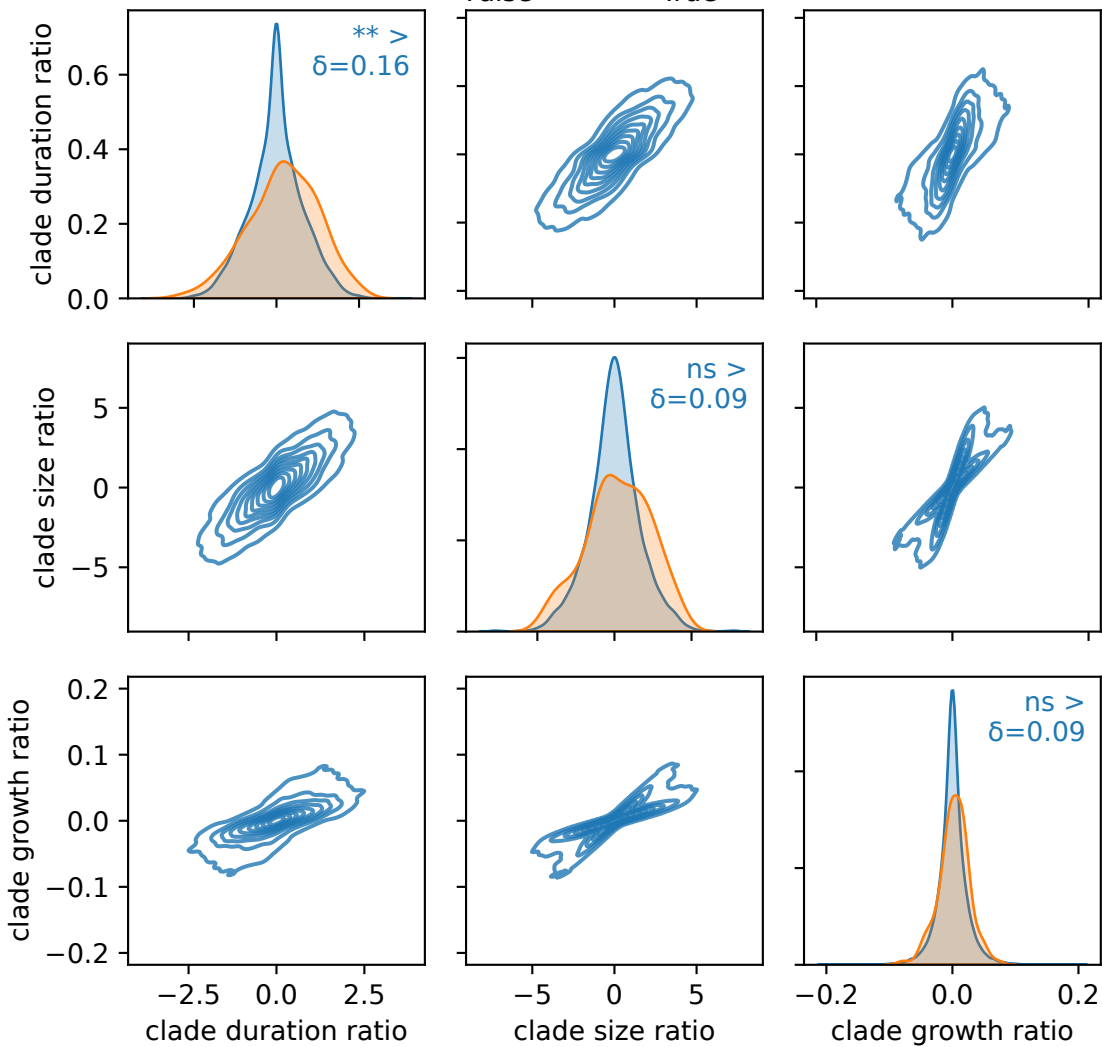 clade duration ratio
0.6
0.4
0.2
0.0
** >
δ=0.16
clade size ratio
5
0
−5
ns >
δ=0.09
clade growth ratio
0.2
0.1
0.0
−0.1
−0.2
ns >
δ=0.09
−2.5 0.0 2.5
−5 0 5
−0.2 0.0 0.2
clade duration ratio
clade size ratio
clade growth ratio